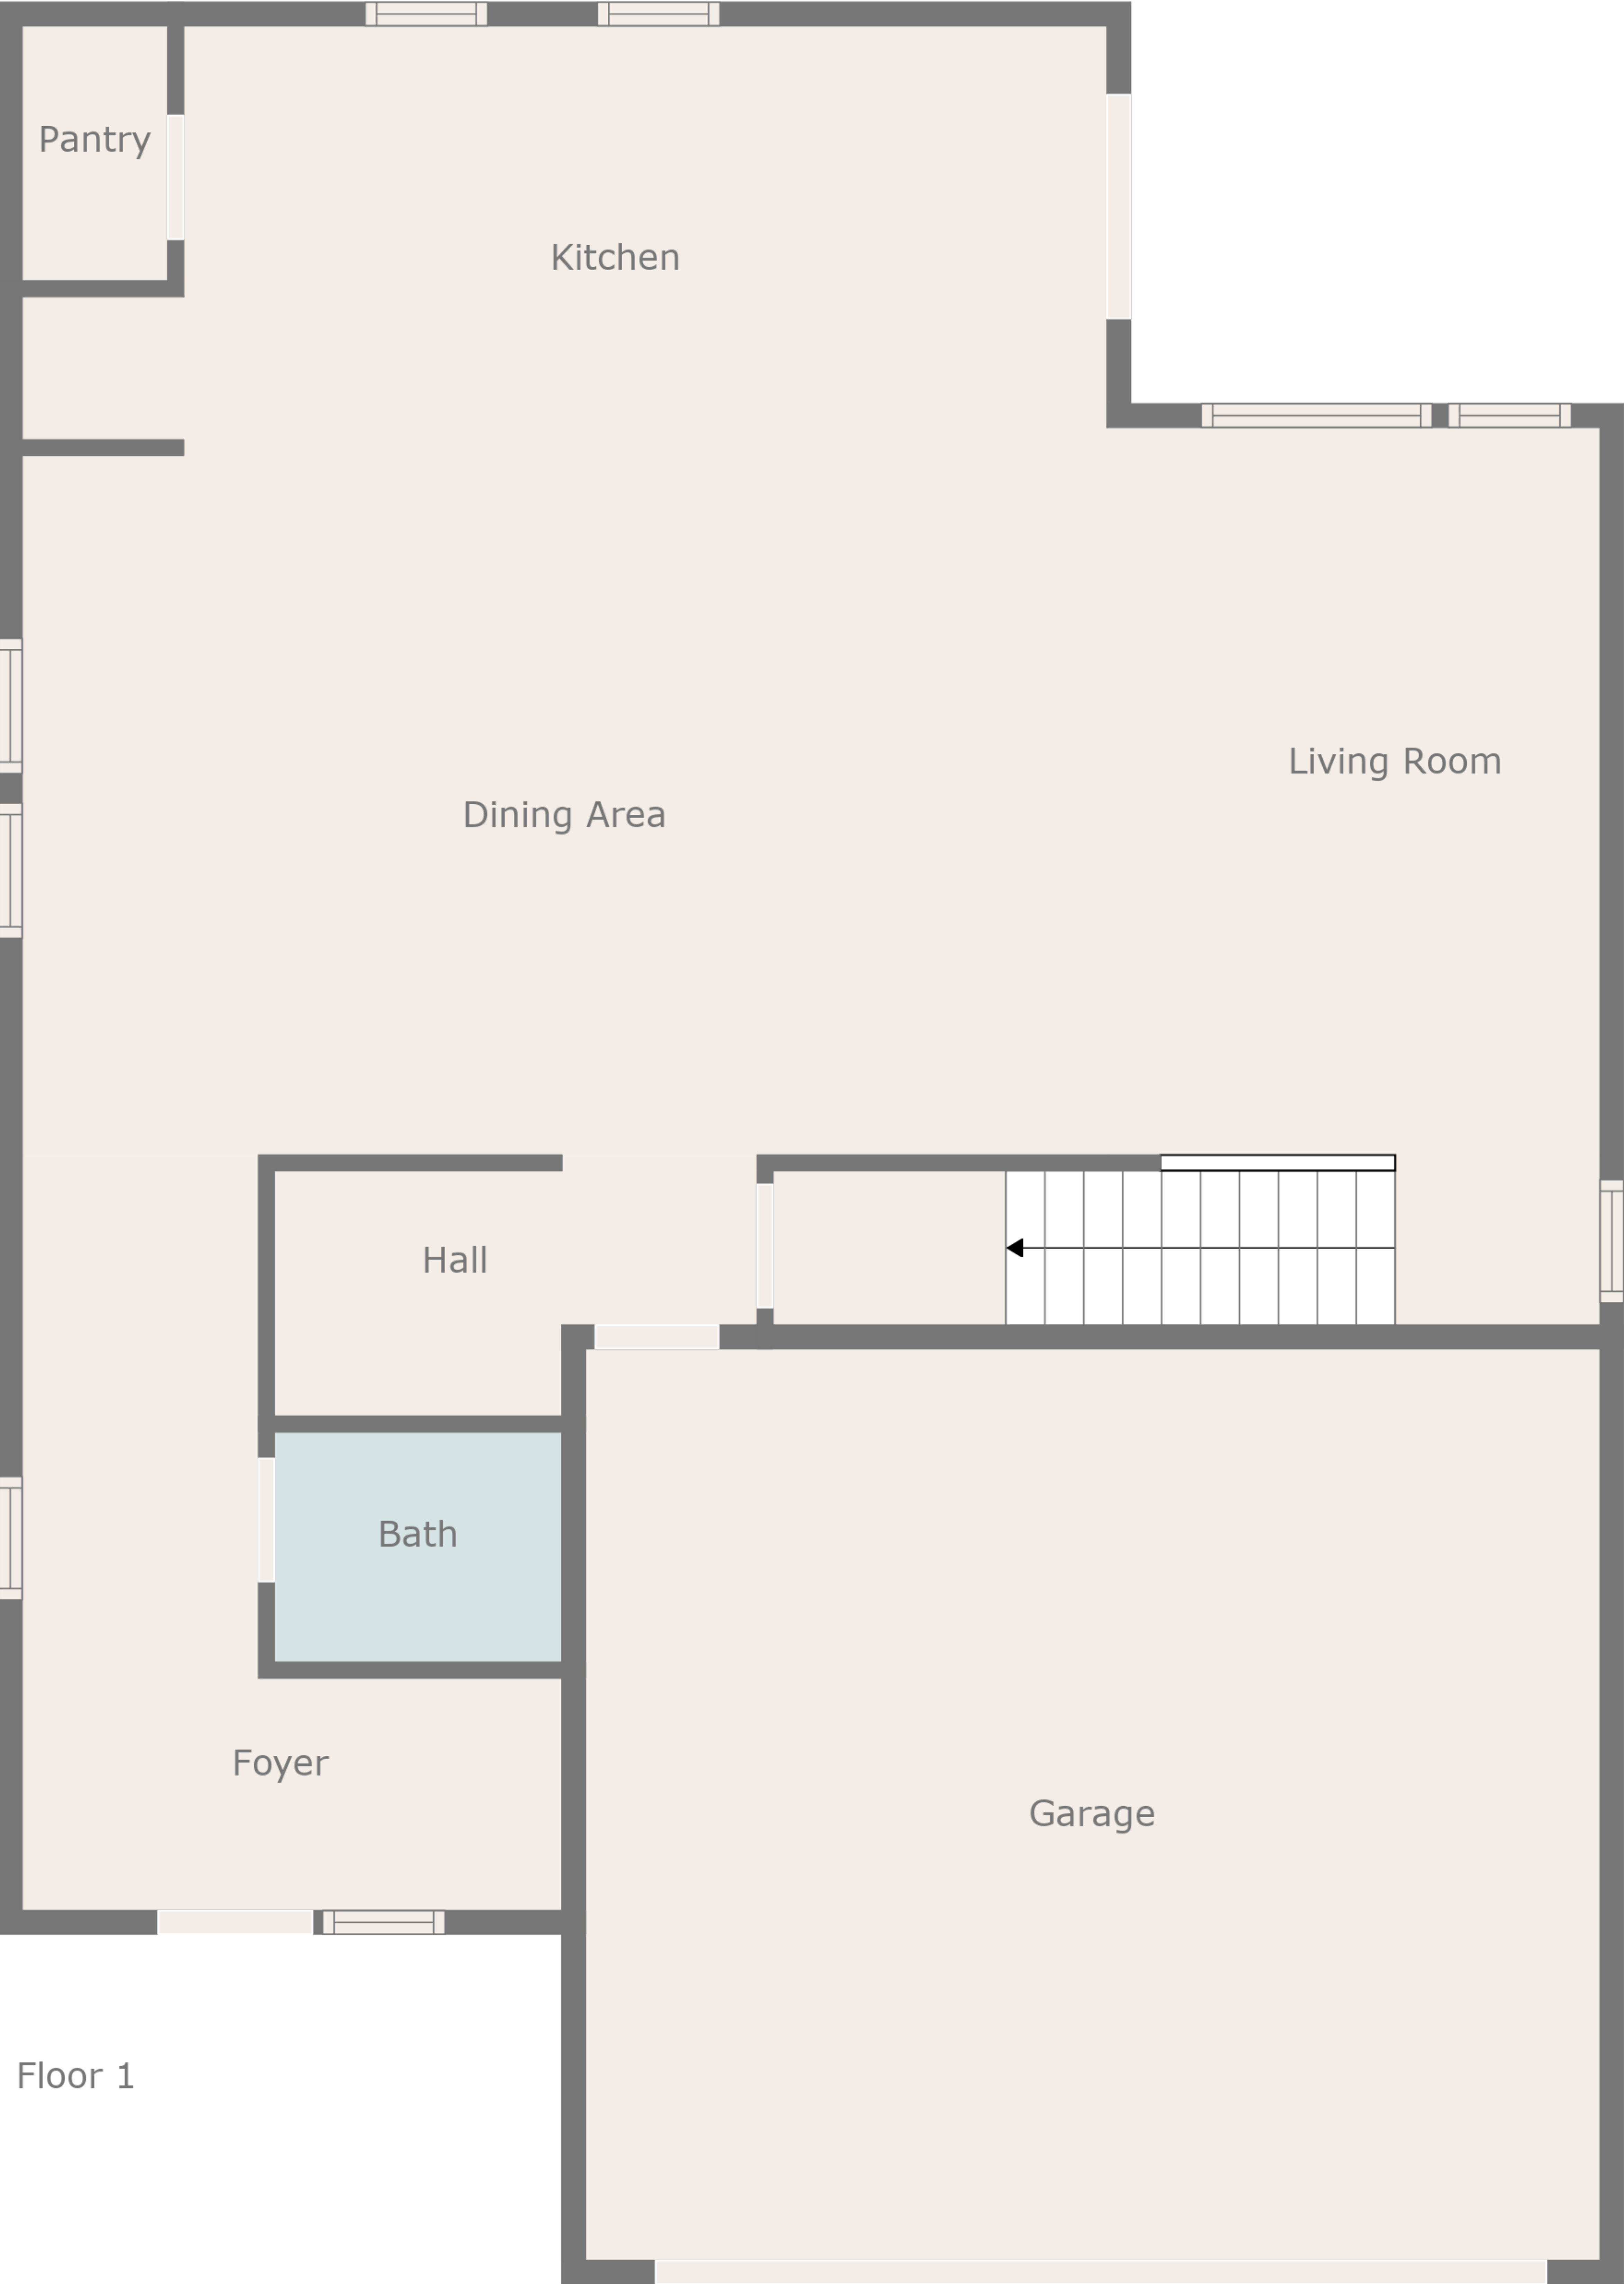 Pantry
Kitchen
Living Room
Dining Area
Hall
Bath
Foyer
Garage
Floor 1